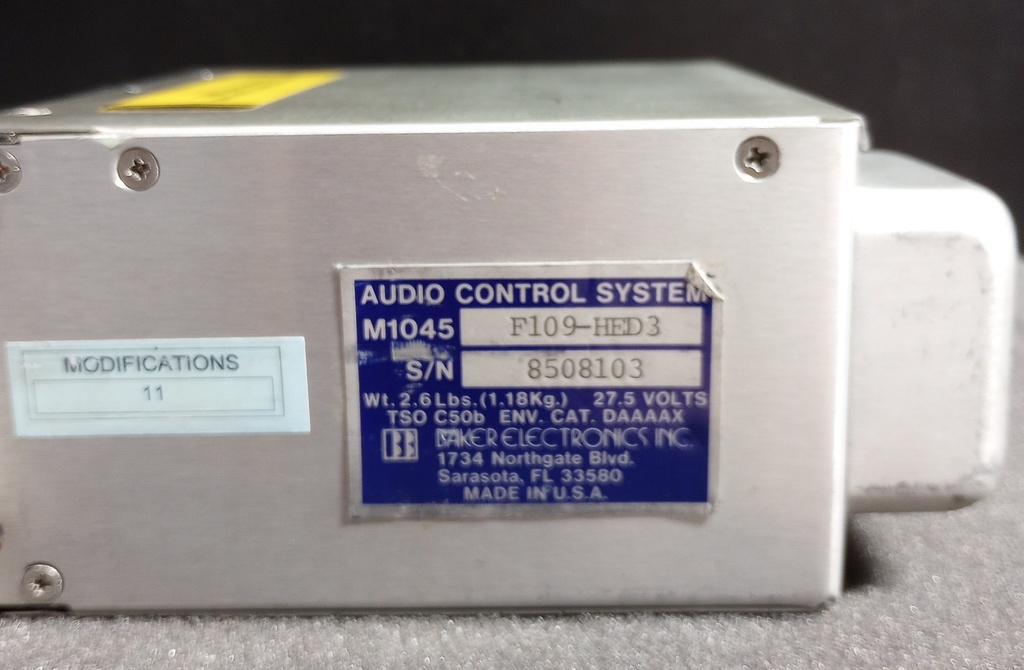 MODIFICATIONS
11
AUDIO CONTROL SYSTEM
M1045 F109-HED3
S/N 8508103
Wt. 2.6 Lbs. (1.18Kg.) 27.5 VOLTS
TSO C50b ENV. CAT. DAAAAX
BAKER ELECTRONICS INC.
1734 Northgate Blvd.
Sarasota, FL 33580
MADE IN U.S.A.